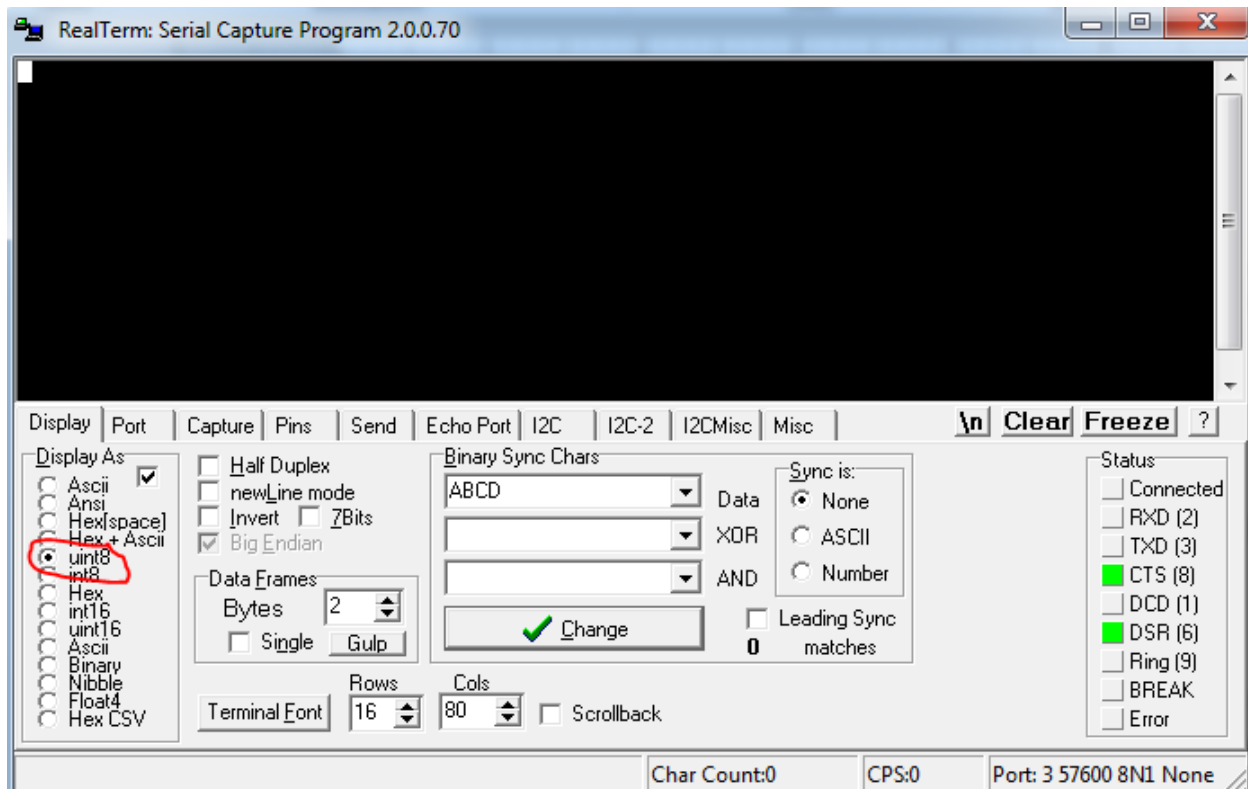 RealTerm: Serial Capture Program 2.0.0.70
Display Port Capture Pins Send Echo Port I2C I2C-2 I2CMisc Misc \n Clear Freeze ?
Display As
Ascii
Ansi
Hex[space]
Hex + Ascii
uint8
int8
Hex
int16
uint16
Ascii
Binary
Nibble
Float4
Hex CSV
Half Duplex
newLine mode
Invert 7Bits
Big Endian
Data Frames
Bytes 2
Single Gulp
Rows Cols
Terminal Font 16 80 Scrollback
Binary Sync Chars
ABCD Data
XOR
AND
Change
Sync is:
None
ASCII
Number
Leading Sync
0 matches
Status
Connected
RXD (2)
TXD (3)
CTS (8)
DCD (1)
DSR (6)
Ring (9)
BREAK
Error
Char Count:0 CPS:0 Port: 3 57600 8N1 None